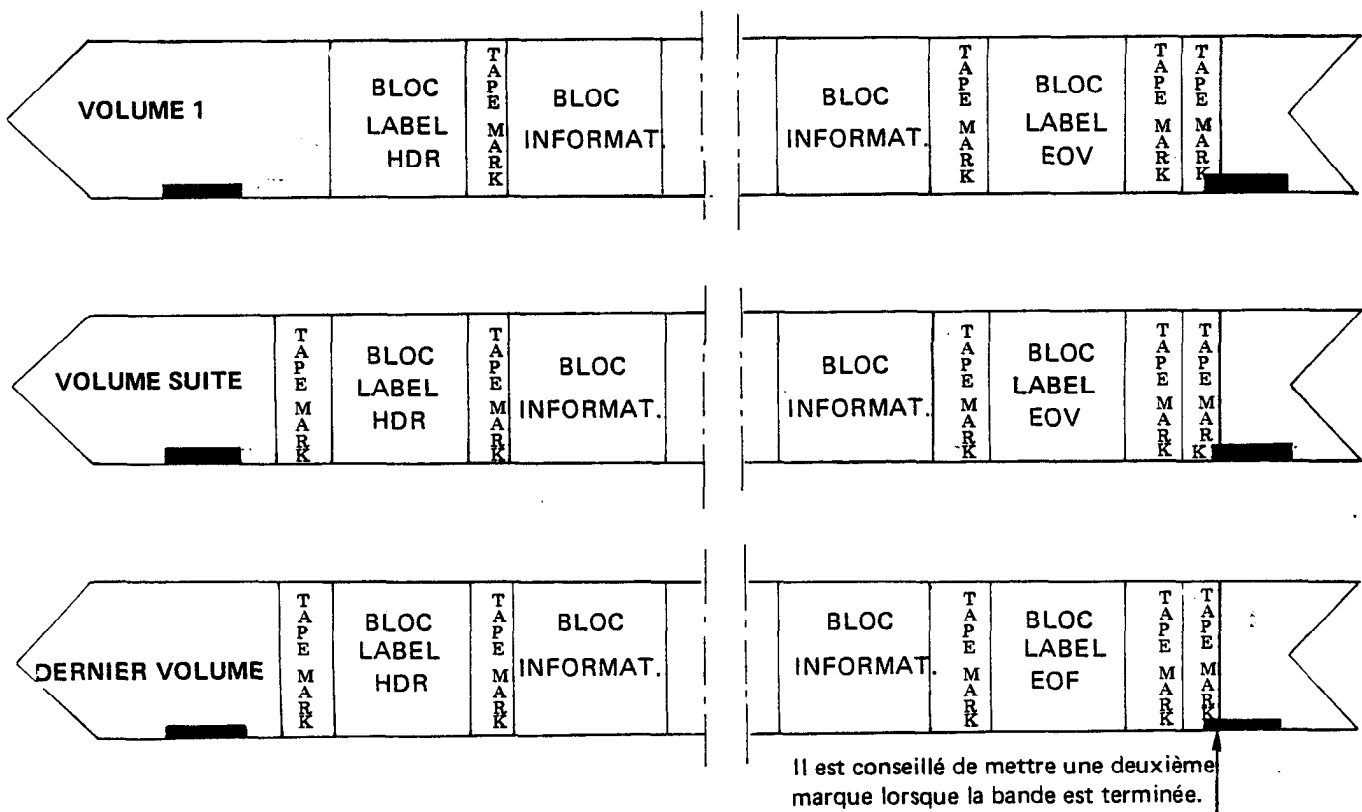 VOLUME 1
BLOC
LABEL
HDR
TAPE MARK
BLOC
INFORMAT.
BLOC
INFORMAT.
TAPE MARK
BLOC
LABEL
EOV
TAPE MARK
TAPE MARK
VOLUME SUITE
TAPE MARK
BLOC
LABEL
HDR
TAPE MARK
BLOC
INFORMAT.
BLOC
INFORMAT.
TAPE MARK
BLOC
LABEL
EOV
TAPE MARK
TAPE MARK
DERNIER VOLUME
TAPE MARK
BLOC
LABEL
HDR
TAPE MARK
BLOC
INFORMAT.
BLOC
INFORMAT.
TAPE MARK
BLOC
LABEL
EOF
TAPE MARK
TAPE MARK
Il est conseillé de mettre une deuxième
marque lorsque la bande est terminée.